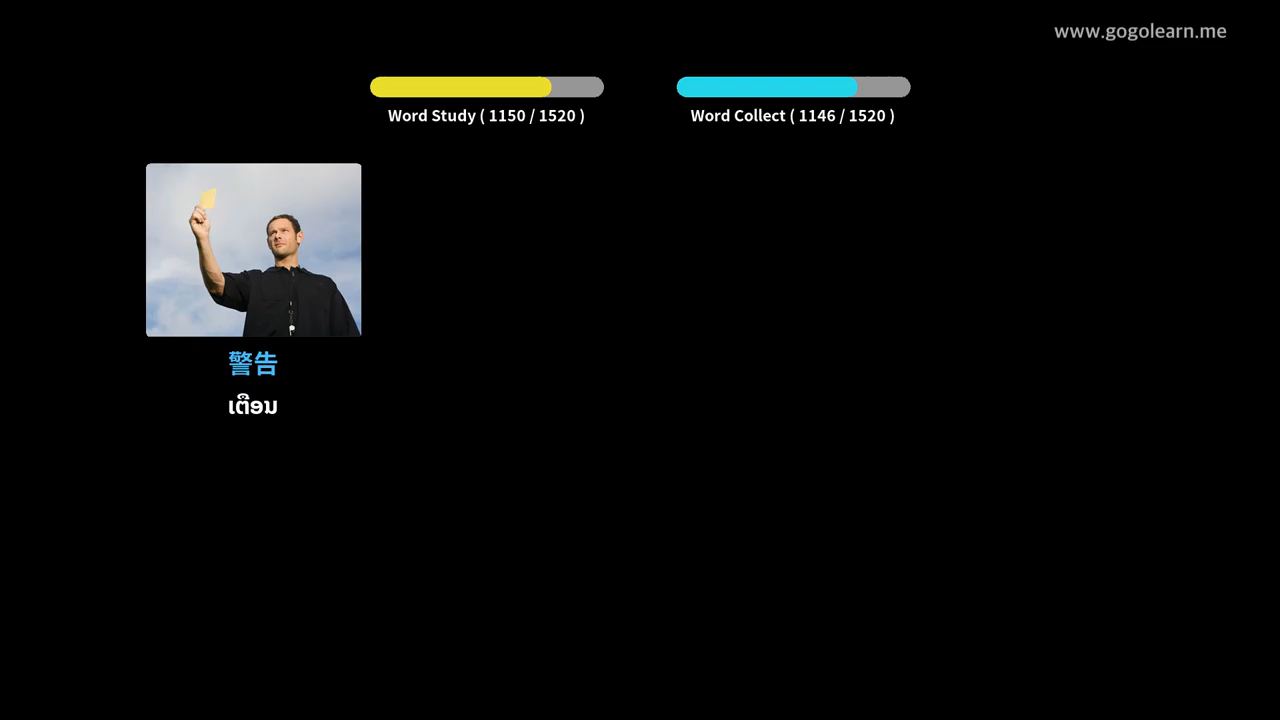 www.gogolearn.me
Word Study ( 1150 / 1520 )
Word Collect ( 1146 / 1520 )
警告
ເຕືອນ